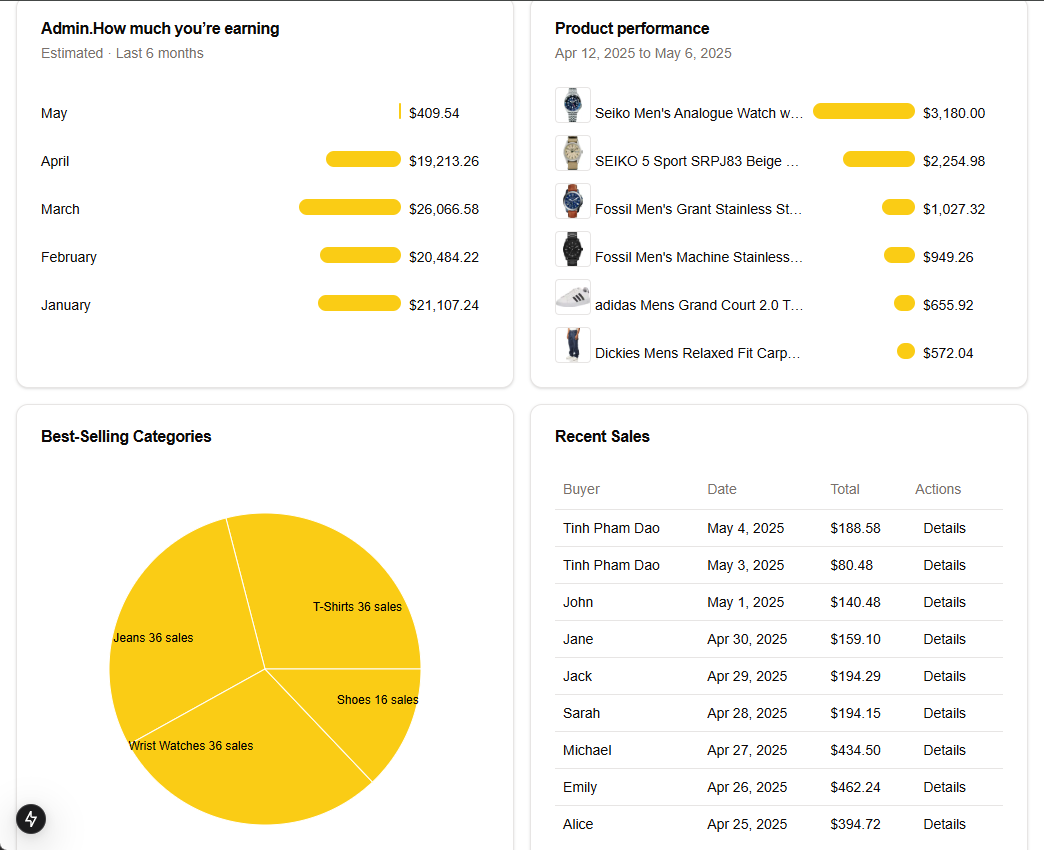 Admin.How much you’re earning
Estimated · Last 6 months
May $409.54
April $19,213.26
March $26,066.58
February $20,484.22
January $21,107.24
Product performance
Apr 12, 2025 to May 6, 2025
Seiko Men's Analogue Watch w... $3,180.00
SEIKO 5 Sport SRPJ83 Beige ... $2,254.98
Fossil Men's Grant Stainless St... $1,027.32
Fossil Men's Machine Stainless... $949.26
adidas Mens Grand Court 2.0 T... $655.92
Dickies Mens Relaxed Fit Carp... $572.04
Best-Selling Categories
T-Shirts 36 sales
Jeans 36 sales
Shoes 16 sales
Wrist Watches 36 sales
Recent Sales
Buyer Date Total Actions
Tinh Pham Dao May 4, 2025 $188.58 Details
Tinh Pham Dao May 3, 2025 $80.48 Details
John May 1, 2025 $140.48 Details
Jane Apr 30, 2025 $159.10 Details
Jack Apr 29, 2025 $194.29 Details
Sarah Apr 28, 2025 $194.15 Details
Michael Apr 27, 2025 $434.50 Details
Emily Apr 26, 2025 $462.24 Details
Alice Apr 25, 2025 $394.72 Details